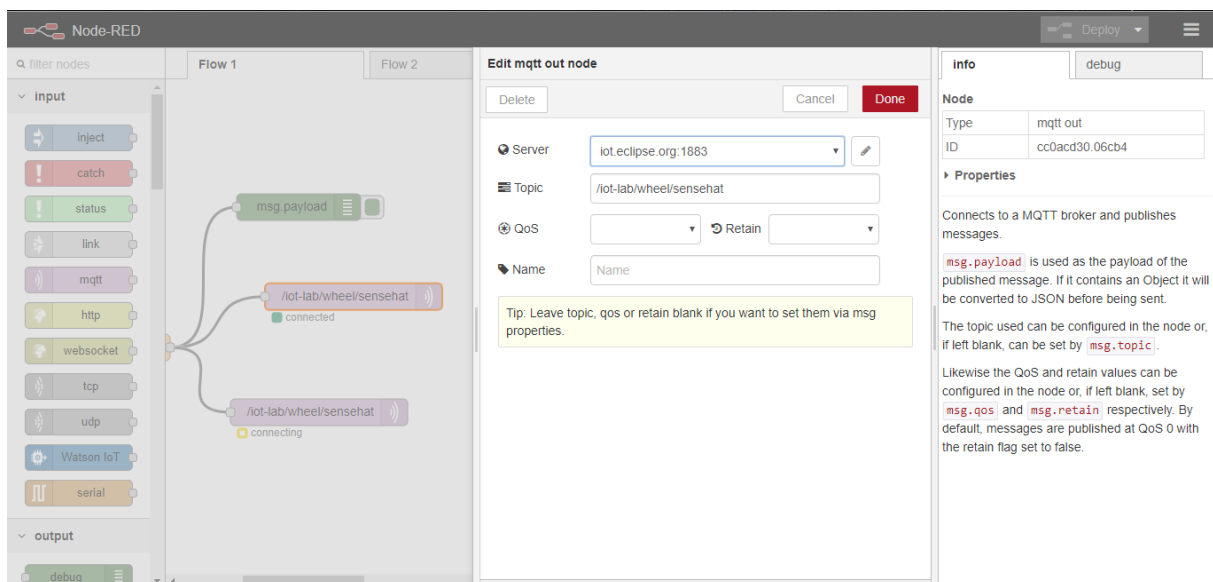 Node-RED
Deploy
filter nodes
input
inject
catch
status
link
mqtt
http
websocket
tcp
udp
Watson IoT
serial
output
debug
Flow 1
Flow 2
msg.payload
/iot-lab/wheel/sensehat
connected
/iot-lab/wheel/sensehat
connecting
Edit mqtt out node
Delete
Cancel
Done
Server
iot.eclipse.org:1883
Topic
/iot-lab/wheel/sensehat
QoS
Retain
Name
Name
Tip: Leave topic, qos or retain blank if you want to set them via msg
properties.
info
debug
Node
Type
mqtt out
ID
cc0acd30.06cb4
Properties
Connects to a MQTT broker and publishes
messages.
msg.payload is used as the payload of the
published message. If it contains an Object it will
be converted to JSON before being sent.
The topic used can be configured in the node or,
if left blank, can be set by msg.topic.
Likewise the QoS and retain values can be
configured in the node or, if left blank, set by
msg.qos and msg.retain respectively. By
default, messages are published at QoS 0 with
the retain flag set to false.